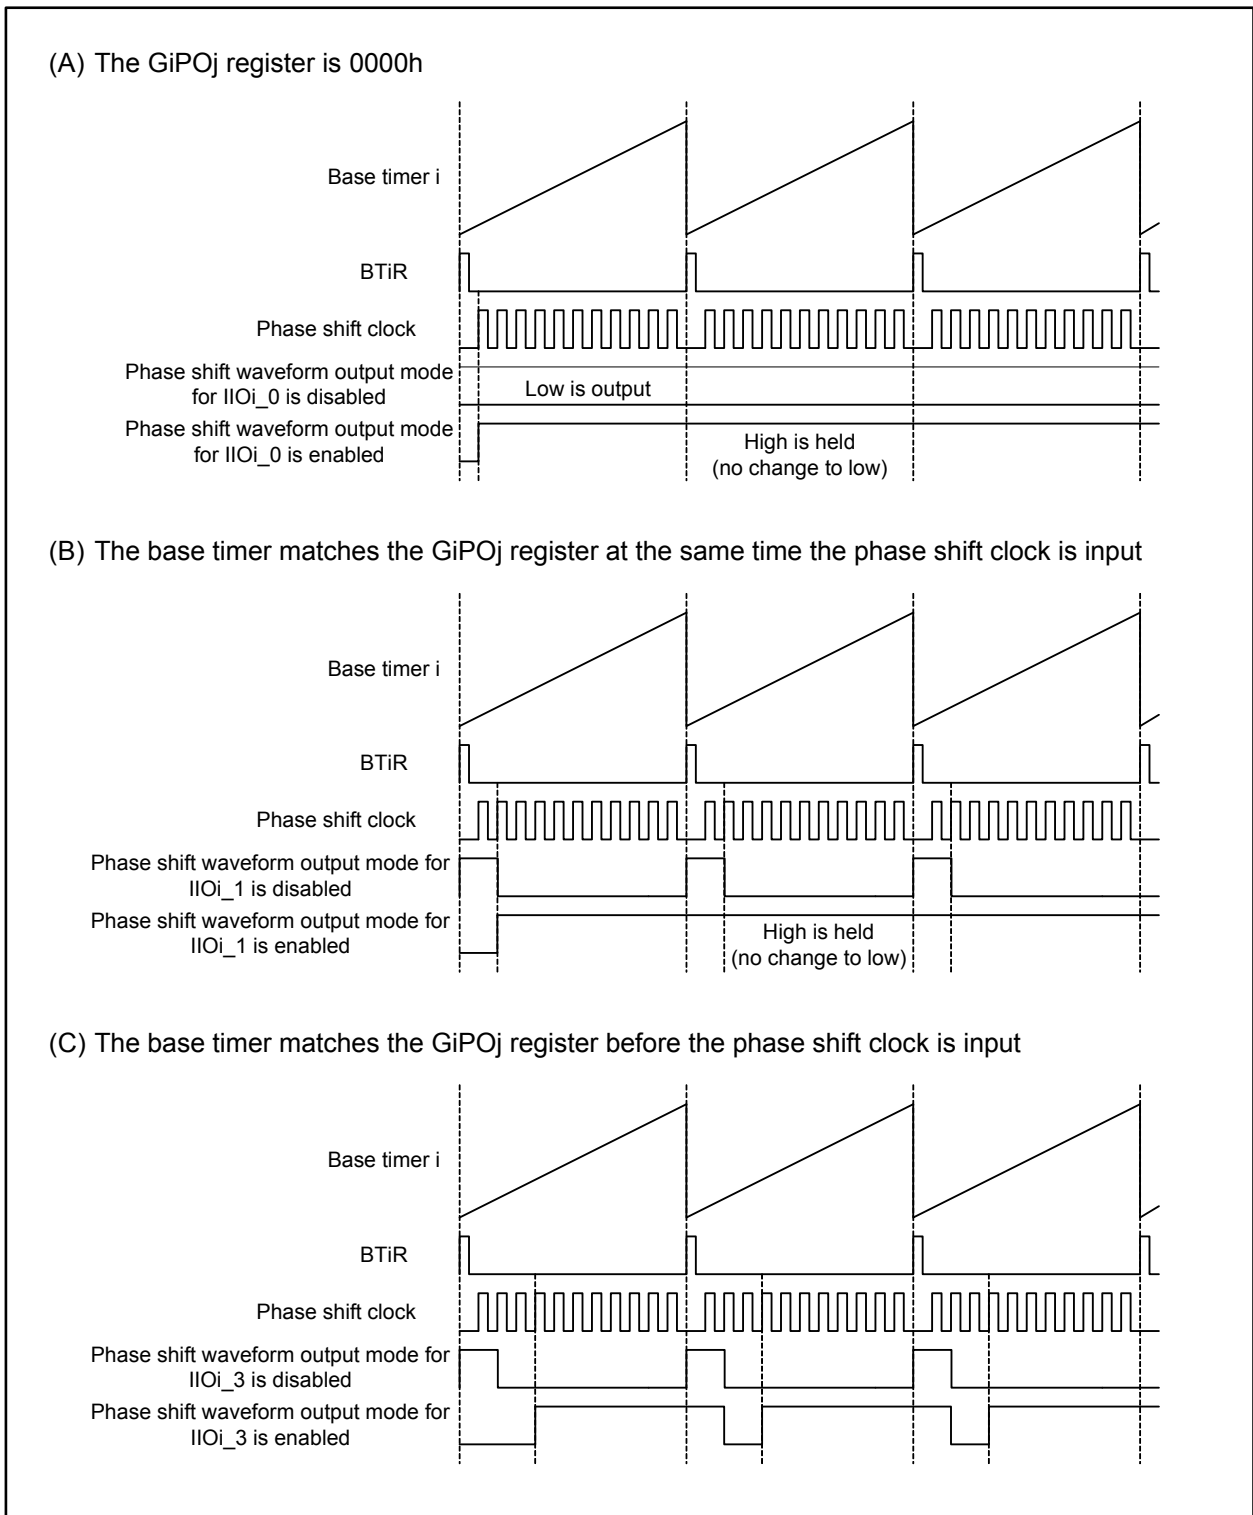 (A) The GiPOj register is 0000h
Base timer i
BTiR
Phase shift clock
Phase shift waveform output mode
for IIOi_0 is disabled
Low is output
Phase shift waveform output mode
for IIOi_0 is enabled
High is held
(no change to low)
(B) The base timer matches the GiPOj register at the same time the phase shift clock is input
Base timer i
BTiR
Phase shift clock
Phase shift waveform output mode for
IIOi_1 is disabled
Phase shift waveform output mode for
IIOi_1 is enabled
High is held
(no change to low)
(C) The base timer matches the GiPOj register before the phase shift clock is input
Base timer i
BTiR
Phase shift clock
Phase shift waveform output mode for
IIOi_3 is disabled
Phase shift waveform output mode for
IIOi_3 is enabled